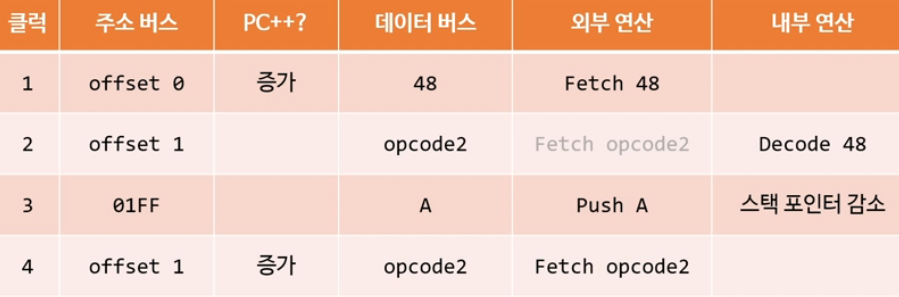 클럭 주소 버스 PC++? 데이터 버스 외부 연산 내부 연산
1 offset 0 증가 48 Fetch 48
2 offset 1 opcode2 Fetch opcode2 Decode 48
3 01FF A Push A 스택 포인터 감소
4 offset 1 증가 opcode2 Fetch opcode2